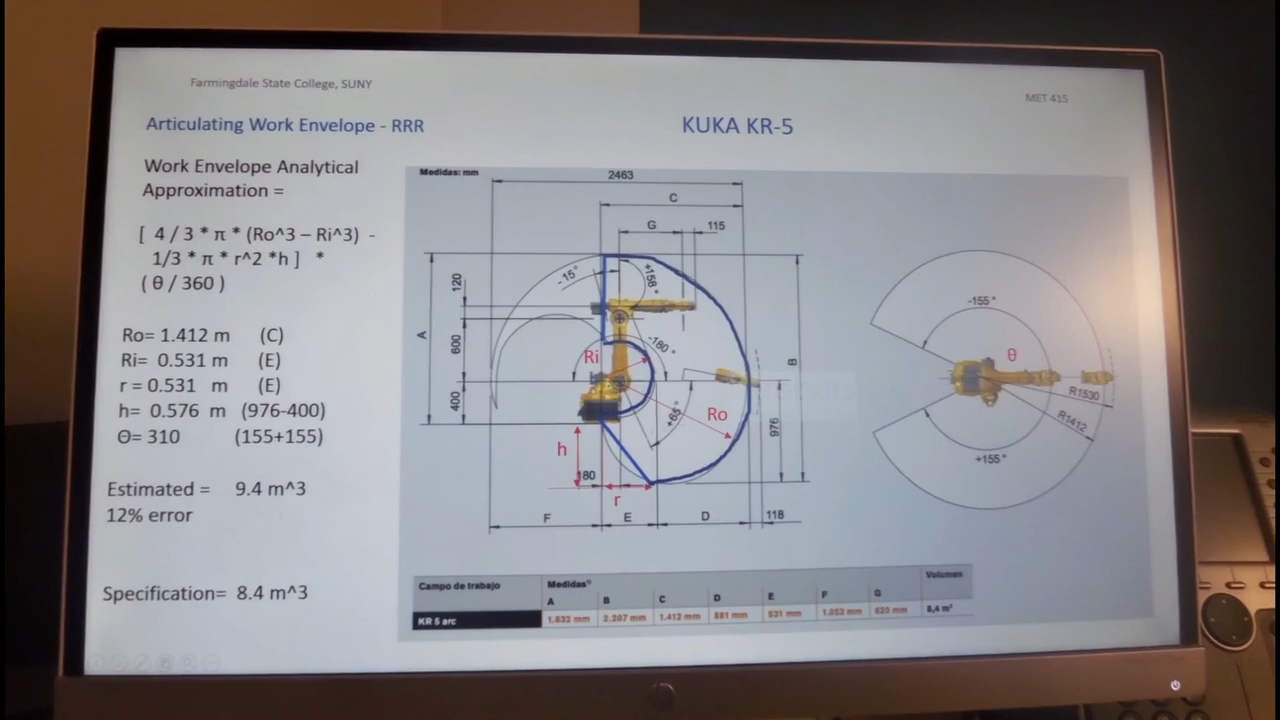 Farmingdale State College, SUNY
MET 415
Articulating Work Envelope - RRR
KUKA KR-5
Work Envelope Analytical
Approximation =
[ 4 / 3 * π * (Ro^3 – Ri^3) -
1/3 * π * r^2 *h ] *
( θ / 360 )
Ro= 1.412 m (C)
Ri= 0.531 m (E)
r = 0.531 m (E)
h= 0.576 m (976-400)
Θ= 310 (155+155)
Estimated = 9.4 m^3
12% error
Specification= 8.4 m^3
Medidas: mm
2463
C
G
115
-15°
+158°
120
A
600
Ri
-180°
B
400
+65°
Ro
976
h
180
r
F
E
D
118
-155°
θ
R1530
R1412
+155°
Campo de trabajo
Medidas
Volumen
A B C D E F G
KR 5 arc
1.632 mm 2.207 mm 1.412 mm 881 mm 531 mm 1.052 mm 620 mm 8,4 m³